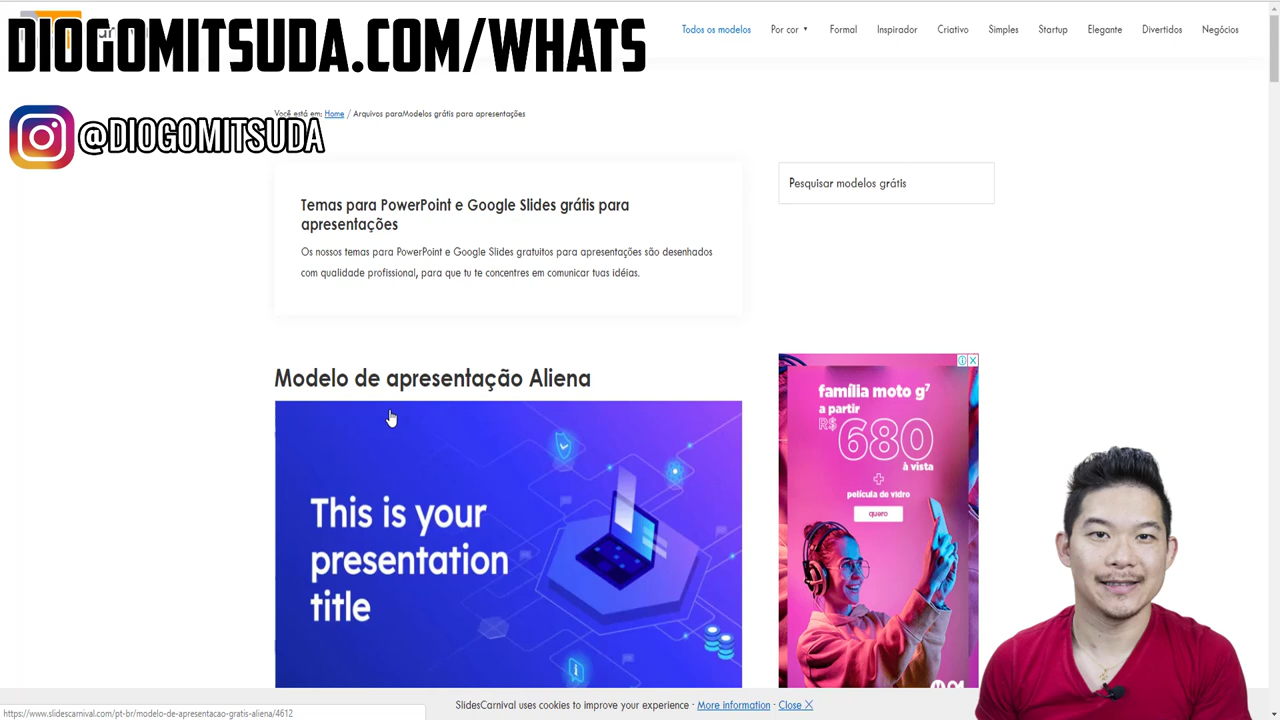 DIOGOMITSUDA.COM/WHATS
Todos os modelos Por cor Formal Inspirador Criativo Simples Startup Elegante Divertidos Negócios
@DIOGOMITSUDA
Você está em: Home / Arquivos paraModelos grátis para apresentações
Temas para PowerPoint e Google Slides grátis para
apresentações
Os nossos temas para PowerPoint e Google Slides gratuitos para apresentações são desenhados
com qualidade profissional, para que tu te concentres em comunicar tuas idéias.
Pesquisar modelos grátis
Modelo de apresentação Aliena
This is your
presentation
title
família moto g7
a partir
R$ 680
à vista
+
película de vidro
quero
SlidesCarnival uses cookies to improve your experience - More information - Close X
https://www.slidescarnival.com/pt-br/modelo-de-apresentacao-gratis-aliena/4612